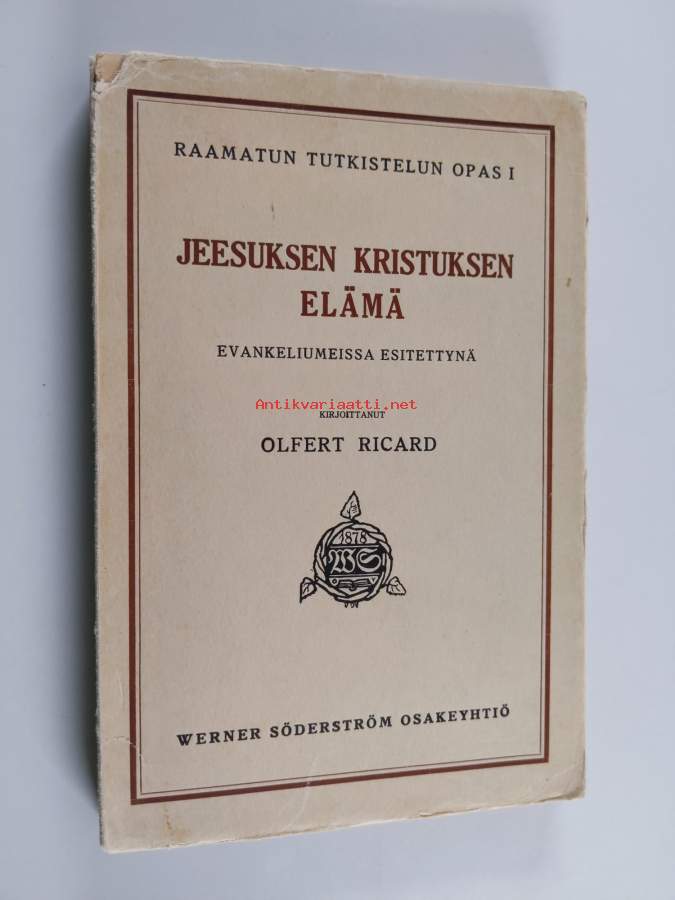 RAAMATUN TUTKISTELUN OPAS I
JEESUKSEN KRISTUKSEN
ELÄMÄ
EVANKELIUMEISSA ESITETTYNÄ
Antikvariaatti.net
KIRJOITTANUT
OLFERT RICARD
1878
WS
WERNER SÖDERSTRÖM OSAKEYHTIÖ